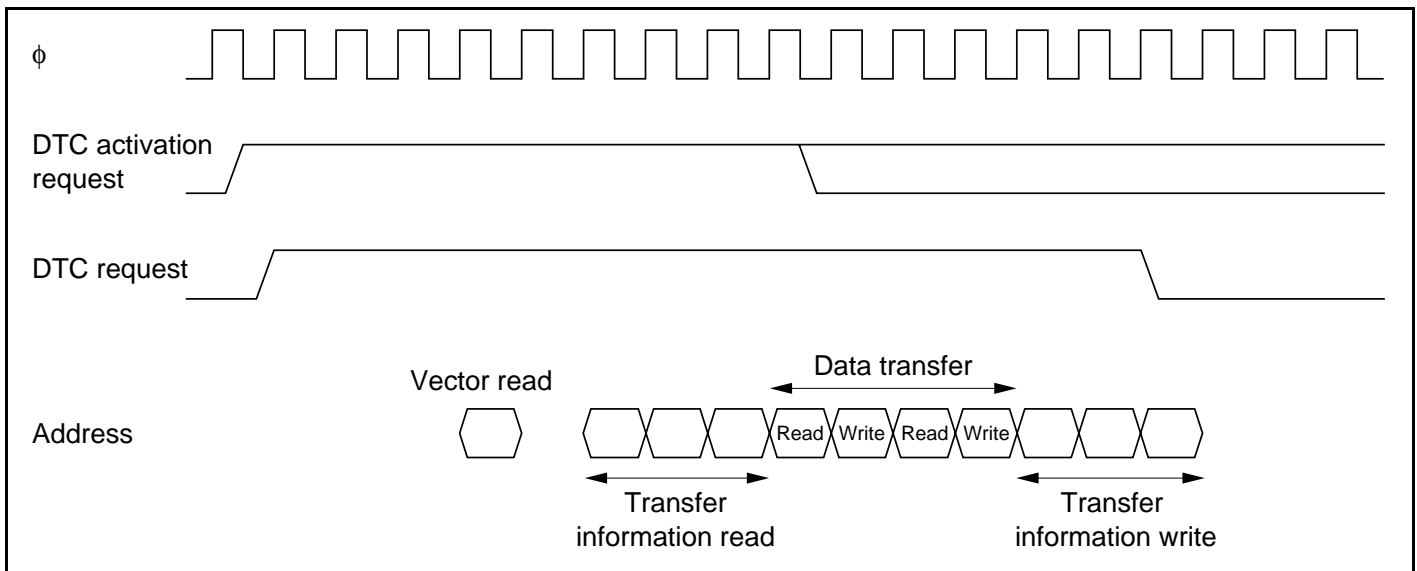 ϕ
DTC activation
request
DTC request
Data transfer
Vector read
Address
Read Write Read Write
Transfer
information read
Transfer
information write